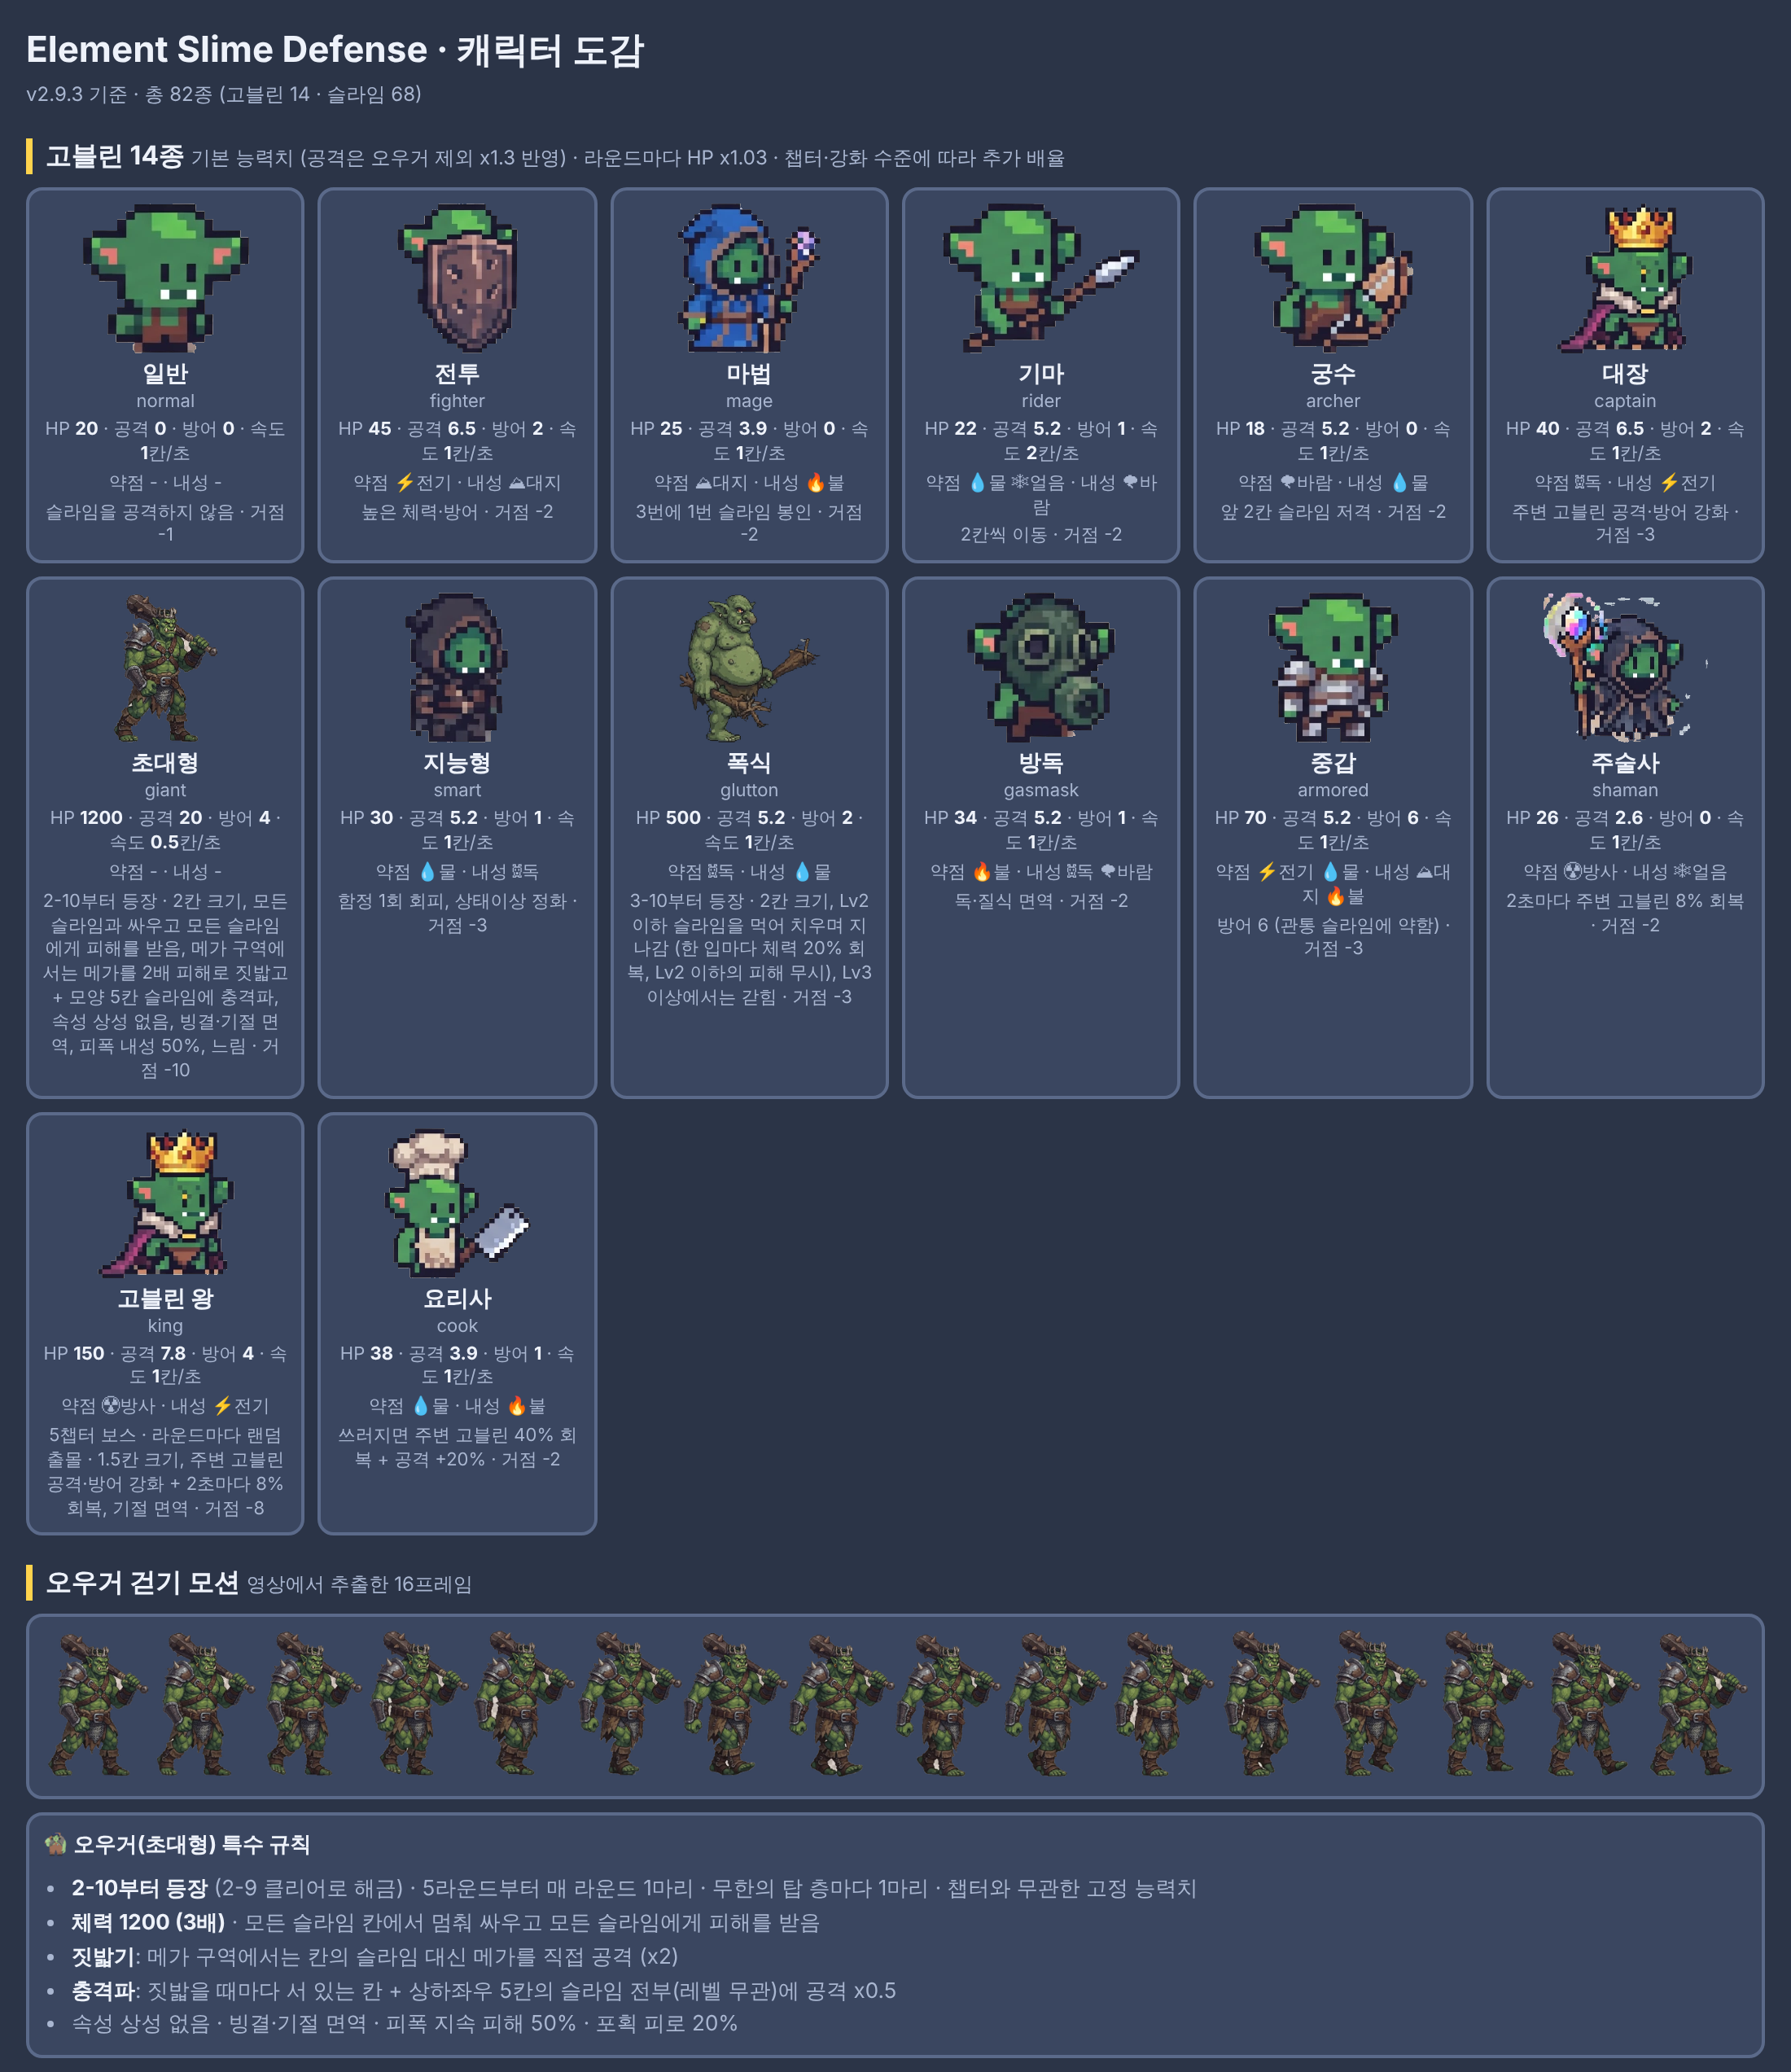 Element Slime Defense · 캐릭터 도감
v2.9.3 기준 · 총 82종 (고블린 14 · 슬라임 68)
고블린 14종 기본 능력치 (공격은 오우거 제외 x1.3 반영) · 라운드마다 HP x1.03 · 챕터·강화 수준에 따라 추가 배율
일반
normal
HP 20 · 공격 0 · 방어 0 · 속도
1칸/초
약점 - · 내성 -
슬라임을 공격하지 않음 · 거점
-1
전투
fighter
HP 45 · 공격 6.5 · 방어 2 · 속
도 1칸/초
약점 ⚡전기 · 내성 ⛰대지
높은 체력·방어 · 거점 -2
마법
mage
HP 25 · 공격 3.9 · 방어 0 · 속
도 1칸/초
약점 ⛰대지 · 내성 🔥불
3번에 1번 슬라임 봉인 · 거점
-2
기마
rider
HP 22 · 공격 5.2 · 방어 1 · 속
도 2칸/초
약점 💧물 ❄얼음 · 내성 🌪바
람
2칸씩 이동 · 거점 -2
궁수
archer
HP 18 · 공격 5.2 · 방어 0 · 속
도 1칸/초
약점 🌪바람 · 내성 💧물
앞 2칸 슬라임 저격 · 거점 -2
대장
captain
HP 40 · 공격 6.5 · 방어 2 · 속
도 1칸/초
약점 ☠독 · 내성 ⚡전기
주변 고블린 공격·방어 강화 ·
거점 -3
초대형
giant
HP 1200 · 공격 20 · 방어 4 ·
속도 0.5칸/초
약점 - · 내성 -
2-10부터 등장 · 2칸 크기, 모든
슬라임과 싸우고 모든 슬라임
에게 피해를 받음, 메가 구역에
서는 메가를 2배 피해로 짓밟고
+ 모양 5칸 슬라임에 충격파,
속성 상성 없음, 빙결·기절 면
역, 피폭 내성 50%, 느림 · 거
점 -10
지능형
smart
HP 30 · 공격 5.2 · 방어 1 · 속
도 1칸/초
약점 💧물 · 내성 ☠독
함정 1회 회피, 상태이상 정화 ·
거점 -3
폭식
glutton
HP 500 · 공격 5.2 · 방어 2 ·
속도 1칸/초
약점 ☠독 · 내성 💧물
3-10부터 등장 · 2칸 크기, Lv2
이하 슬라임을 먹어 치우며 지
나감 (한 입마다 체력 20% 회
복, Lv2 이하의 피해 무시), Lv3
이상에서는 갇힘 · 거점 -3
방독
gasmask
HP 34 · 공격 5.2 · 방어 1 · 속
도 1칸/초
약점 🔥불 · 내성 ☠독 🌪바람
독·질식 면역 · 거점 -2
중갑
armored
HP 70 · 공격 5.2 · 방어 6 · 속
도 1칸/초
약점 ⚡전기 💧물 · 내성 ⛰대
지 🔥불
방어 6 (관통 슬라임에 약함) ·
거점 -3
주술사
shaman
HP 26 · 공격 2.6 · 방어 0 · 속
도 1칸/초
약점 ☢방사 · 내성 ❄얼음
2초마다 주변 고블린 8% 회복
· 거점 -2
고블린 왕
king
HP 150 · 공격 7.8 · 방어 4 · 속
도 1칸/초
약점 ☢방사 · 내성 ⚡전기
5챕터 보스 · 라운드마다 랜덤
출몰 · 1.5칸 크기, 주변 고블린
공격·방어 강화 + 2초마다 8%
회복, 기절 면역 · 거점 -8
요리사
cook
HP 38 · 공격 3.9 · 방어 1 · 속
도 1칸/초
약점 💧물 · 내성 🔥불
쓰러지면 주변 고블린 40% 회
복 + 공격 +20% · 거점 -2
오우거 걷기 모션 영상에서 추출한 16프레임
오우거(초대형) 특수 규칙
• 2-10부터 등장 (2-9 클리어로 해금) · 5라운드부터 매 라운드 1마리 · 무한의 탑 층마다 1마리 · 챕터와 무관한 고정 능력치
• 체력 1200 (3배) · 모든 슬라임 칸에서 멈춰 싸우고 모든 슬라임에게 피해를 받음
• 짓밟기: 메가 구역에서는 칸의 슬라임 대신 메가를 직접 공격 (x2)
• 충격파: 짓밟을 때마다 서 있는 칸 + 상하좌우 5칸의 슬라임 전부(레벨 무관)에 공격 x0.5
• 속성 상성 없음 · 빙결·기절 면역 · 피폭 지속 피해 50% · 포획 피로 20%